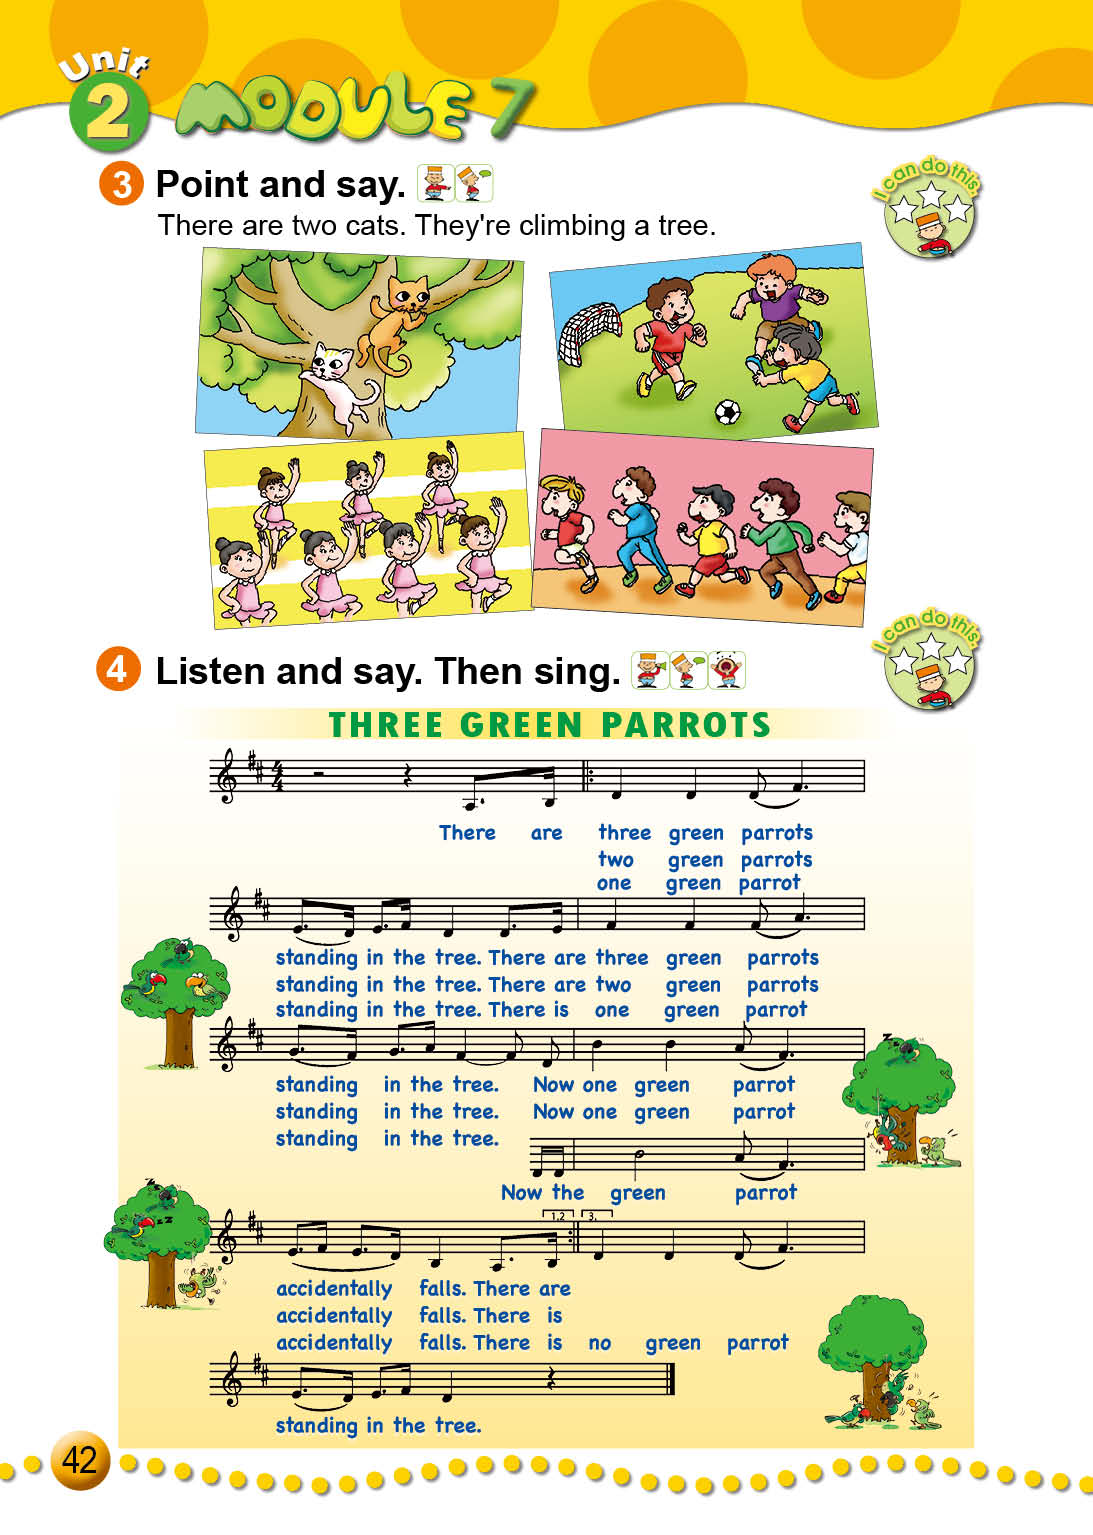 Unit
2 MODULE 7
3 Point and say.
I can do this.
There are two cats. They're climbing a tree.
4 Listen and say. Then sing.
I can do this.
THREE GREEN PARROTS
4
4
There are three green parrots
two green parrots
one green parrot
standing in the tree. There are three green parrots
standing in the tree. There are two green parrots
standing in the tree. There is one green parrot
standing in the tree. Now one green parrot
standing in the tree. Now one green parrot
standing in the tree.
Now the green parrot
1,2 3.
accidentally falls. There are
accidentally falls. There is
accidentally falls. There is no green parrot
standing in the tree.
z z z
z z z
z z
42